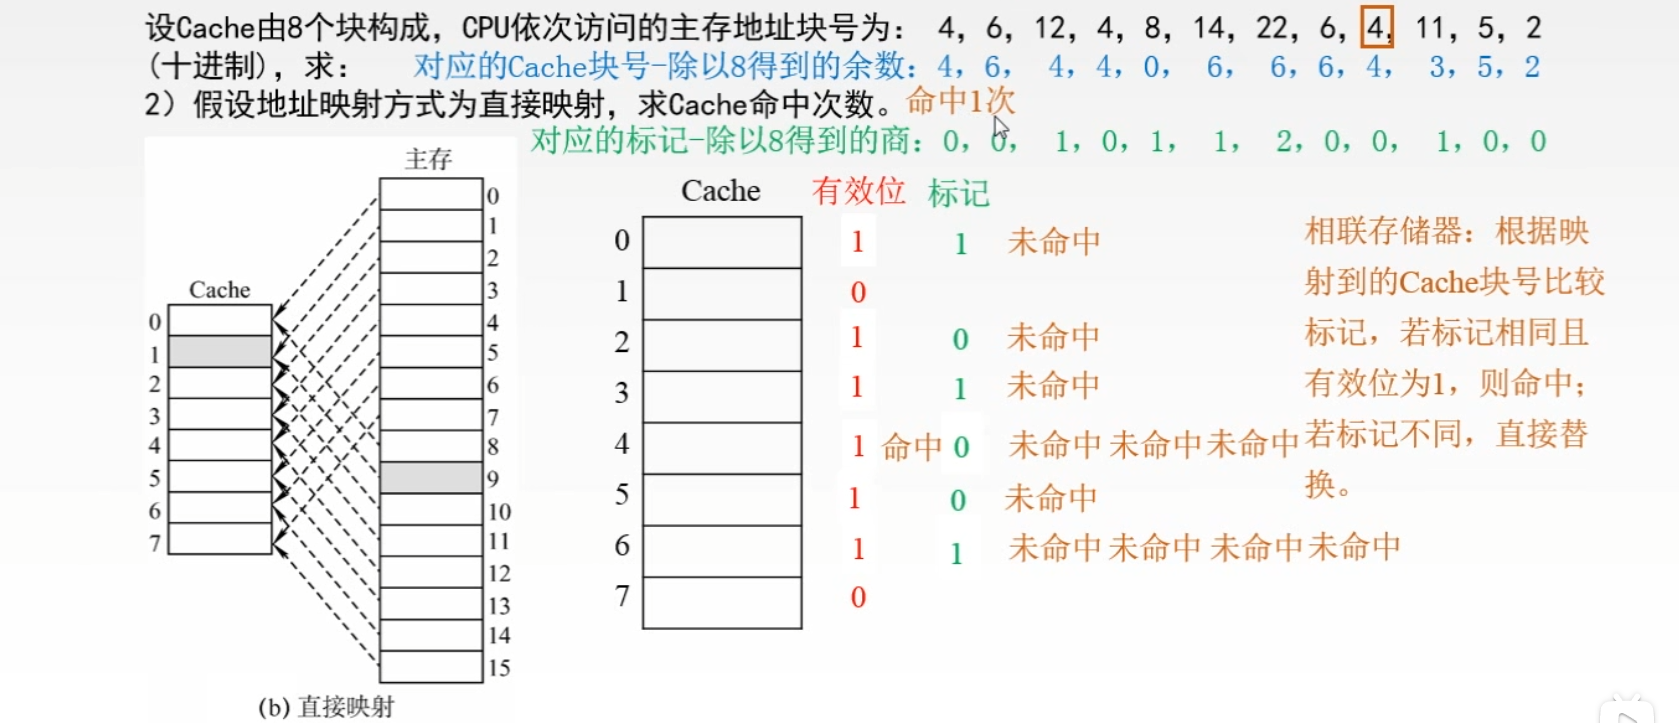 设Cache由8个块构成，CPU依次访问的主存地址块号为： 4，6，12，4，8，14，22，6，4，11，5，2
(十进制)，求： 对应的Cache块号-除以8得到的余数：4，6， 4，4，0， 6， 6，6，4， 3，5，2
2）假设地址映射方式为直接映射，求Cache命中次数。命中1次
对应的标记-除以8得到的商：0，0， 1，0，1， 1， 2，0，0， 1，0，0
主存
0
1
2
3
4
5
6
7
8
9
10
11
12
13
14
15
Cache
0
1
2
3
4
5
6
7
(b) 直接映射
Cache 有效位 标记
0 1 1 未命中
1 0
2 1 0 未命中
3 1 1 未命中
4 1 命中 0 未命中 未命中 未命中
5 1 0 未命中
6 1 1 未命中 未命中 未命中 未命中
7 0
相联存储器：根据映
射到的Cache块号比较
标记，若标记相同且
有效位为1，则命中；
若标记不同，直接替
换。